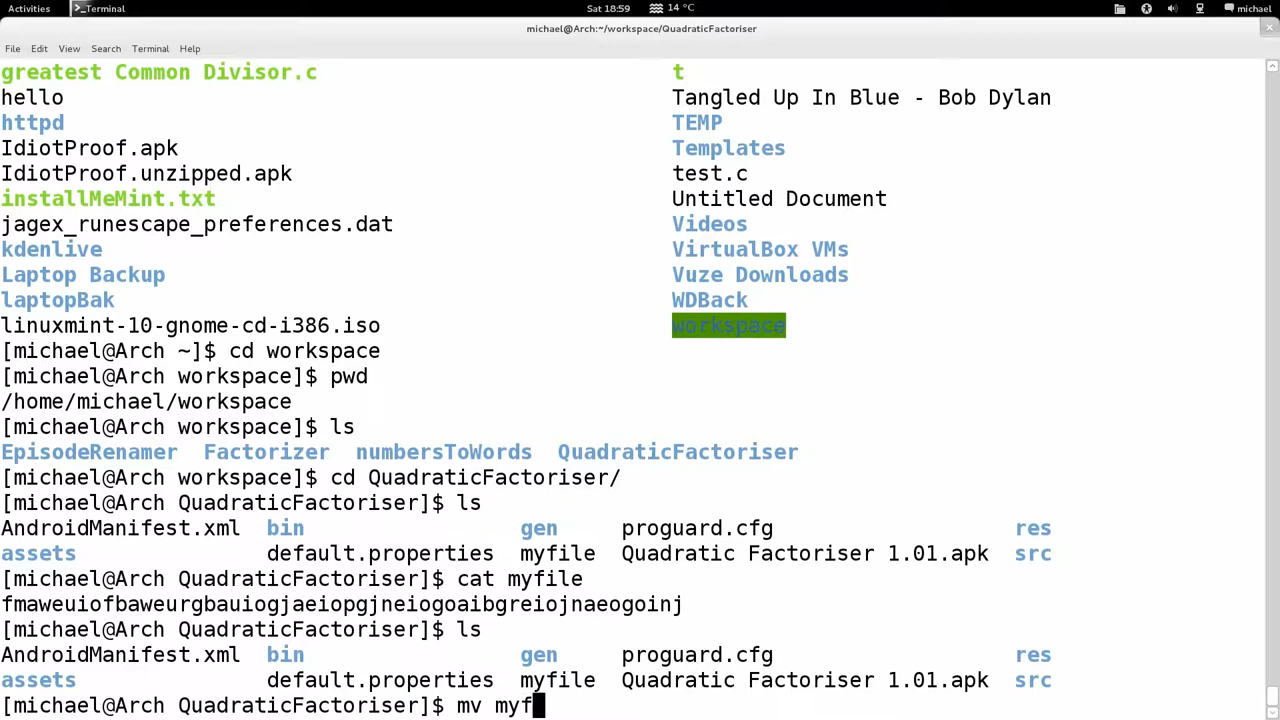 Activities Terminal Sat 18:59 14 °C michael
michael@Arch:~/workspace/QuadraticFactoriser
File Edit View Search Terminal Help
greatest Common Divisor.c t
hello Tangled Up In Blue - Bob Dylan
httpd TEMP
IdiotProof.apk Templates
IdiotProof.unzipped.apk test.c
installMeMint.txt Untitled Document
jagex_runescape_preferences.dat Videos
kdenlive VirtualBox VMs
Laptop Backup Vuze Downloads
laptopBak WDBack
linuxmint-10-gnome-cd-i386.iso workspace
[michael@Arch ~]$ cd workspace
[michael@Arch workspace]$ pwd
/home/michael/workspace
[michael@Arch workspace]$ ls
EpisodeRenamer Factorizer numbersToWords QuadraticFactoriser
[michael@Arch workspace]$ cd QuadraticFactoriser/
[michael@Arch QuadraticFactoriser]$ ls
AndroidManifest.xml bin gen proguard.cfg res
assets default.properties myfile Quadratic Factoriser 1.01.apk src
[michael@Arch QuadraticFactoriser]$ cat myfile
fmaweuiofbaweurgbauiogjaeiopgjneiogoaibgreiojnaeogoinj
[michael@Arch QuadraticFactoriser]$ ls
AndroidManifest.xml bin gen proguard.cfg res
assets default.properties myfile Quadratic Factoriser 1.01.apk src
[michael@Arch QuadraticFactoriser]$ mv myf